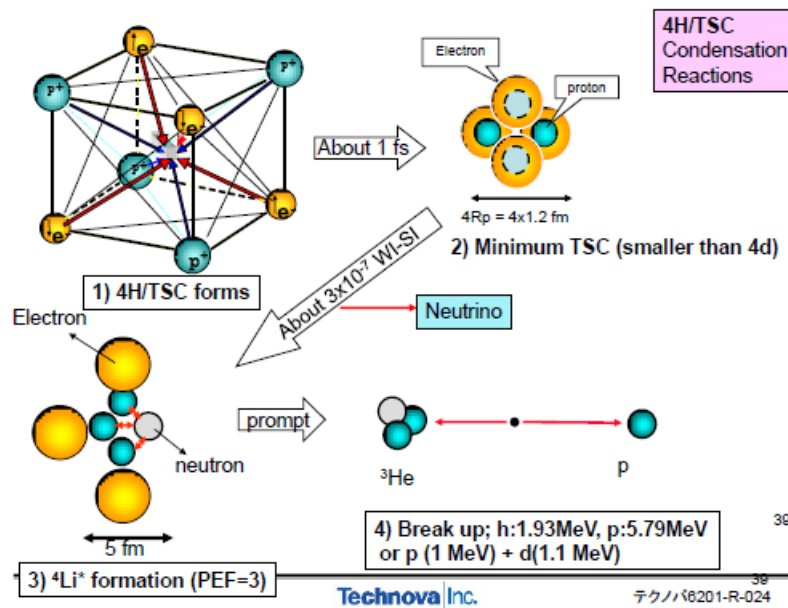 4H/TSC
Condensation
Reactions
e-
p+
p+
e-
p+
e-
e-
p+
Electron
proton
About 1 fs
4Rp = 4x1.2 fm
2) Minimum TSC (smaller than 4d)
1) 4H/TSC forms
About 3x10-7 WI-SI
Neutrino
Electron
neutron
5 fm
3) 4Li* formation (PEF=3)
prompt
3He
p
4) Break up; h:1.93MeV, p:5.79MeV
or p (1 MeV) + d(1.1 MeV)
39
39
Technova Inc.
テクノバ6201-R-024